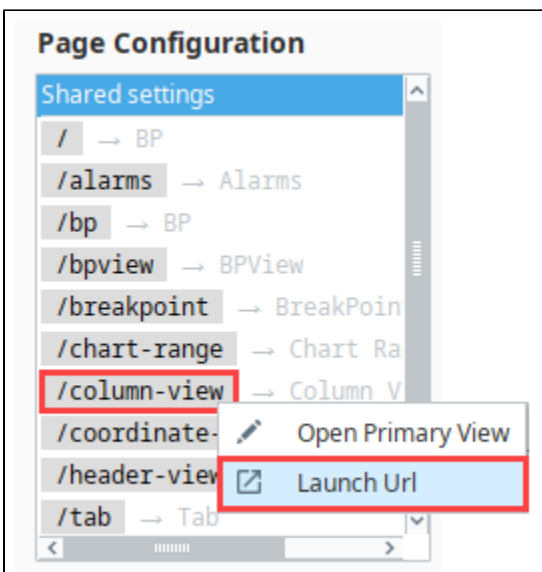 Page Configuration
Shared settings
/ → BP
/alarms → Alarms
/bp → BP
/bpview → BPView
/breakpoint → BreakPoin
/chart-range → Chart Ra
/column-view → Column V
/coordinate-
Open Primary View
/header-view
Launch Url
/tab → Tab